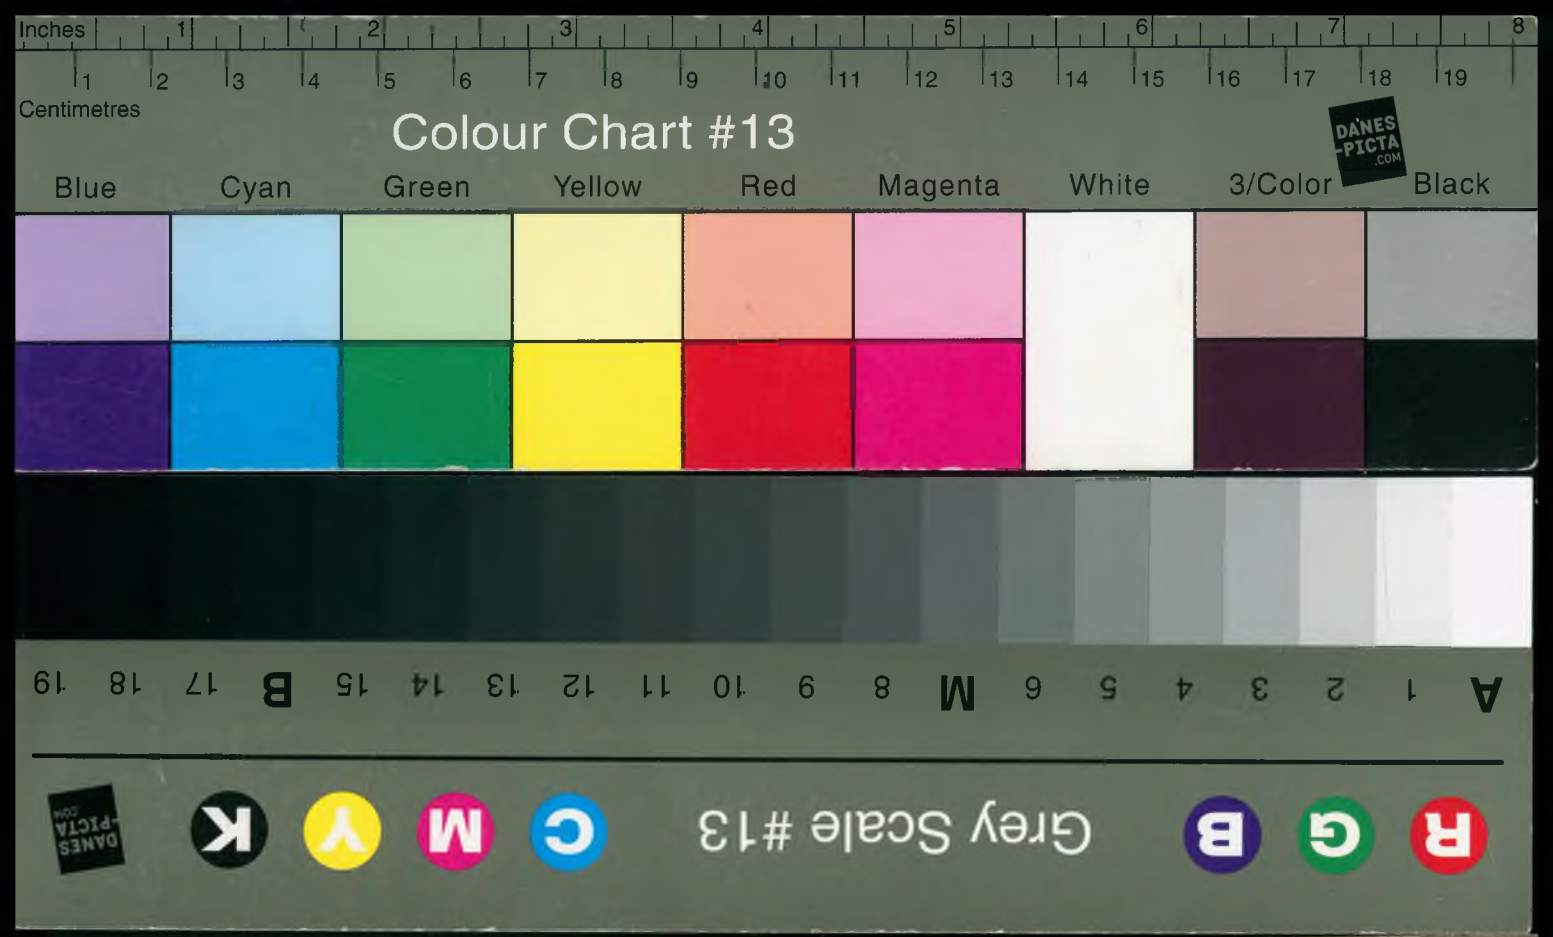 Inches 1 2 3 4 5 6 7 8
1 2 3 4 5 6 7 8 9 10 11 12 13 14 15 16 17 18 19
Centimetres
Colour Chart #13
DANES
-PICTA
.COM
Blue Cyan Green Yellow Red Magenta White 3/Color Black
R G B Grey Scale #13 C M Y K
DANES
-PICTA
.COM
A 1 2 3 4 5 6 M 8 9 10 11 12 13 14 15 B 17 18 19